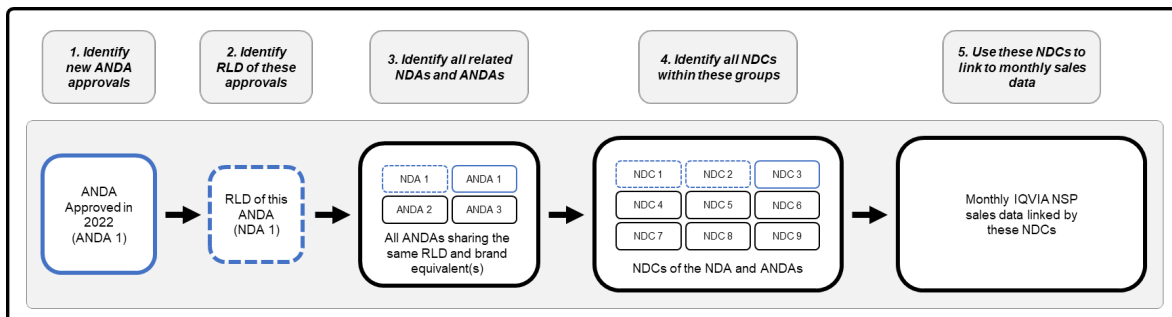 1. Identify
new ANDA
approvals
2. Identify
RLD of these
approvals
3. Identify all related
NDAs and ANDAs
4. Identify all NDCs
within these groups
5. Use these NDCs to
link to monthly sales
data
ANDA
Approved in
2022
(ANDA 1)
RLD of this
ANDA
(NDA 1)
NDA 1
ANDA 1
ANDA 2
ANDA 3
All ANDAs sharing the
same RLD and brand
equivalent(s)
NDC 1
NDC 2
NDC 3
NDC 4
NDC 5
NDC 6
NDC 7
NDC 8
NDC 9
NDCs of the NDA and ANDAs
Monthly IQVIA NSP
sales data linked by
these NDCs